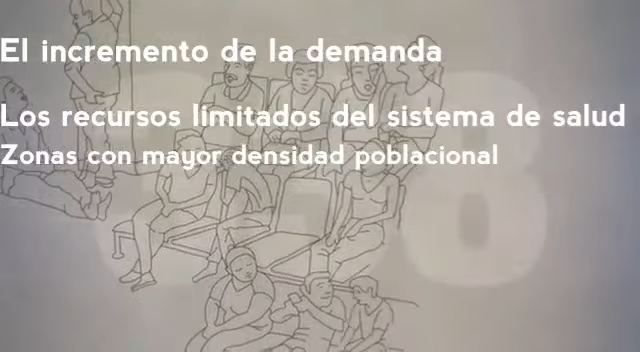 El incremento de la demanda
Los recursos limitados del sistema de salud
Zonas con mayor densidad poblacional